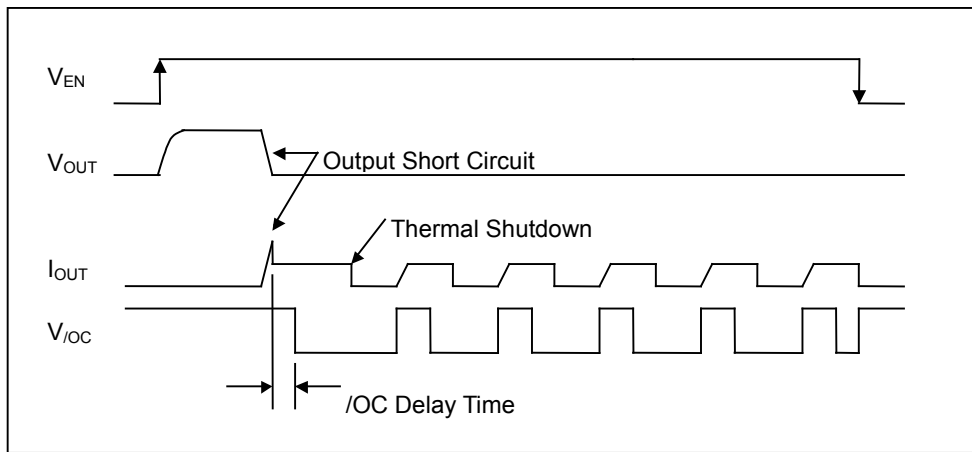 VEN
VOUT
Output Short Circuit
Thermal Shutdown
IOUT
V/OC
/OC Delay Time